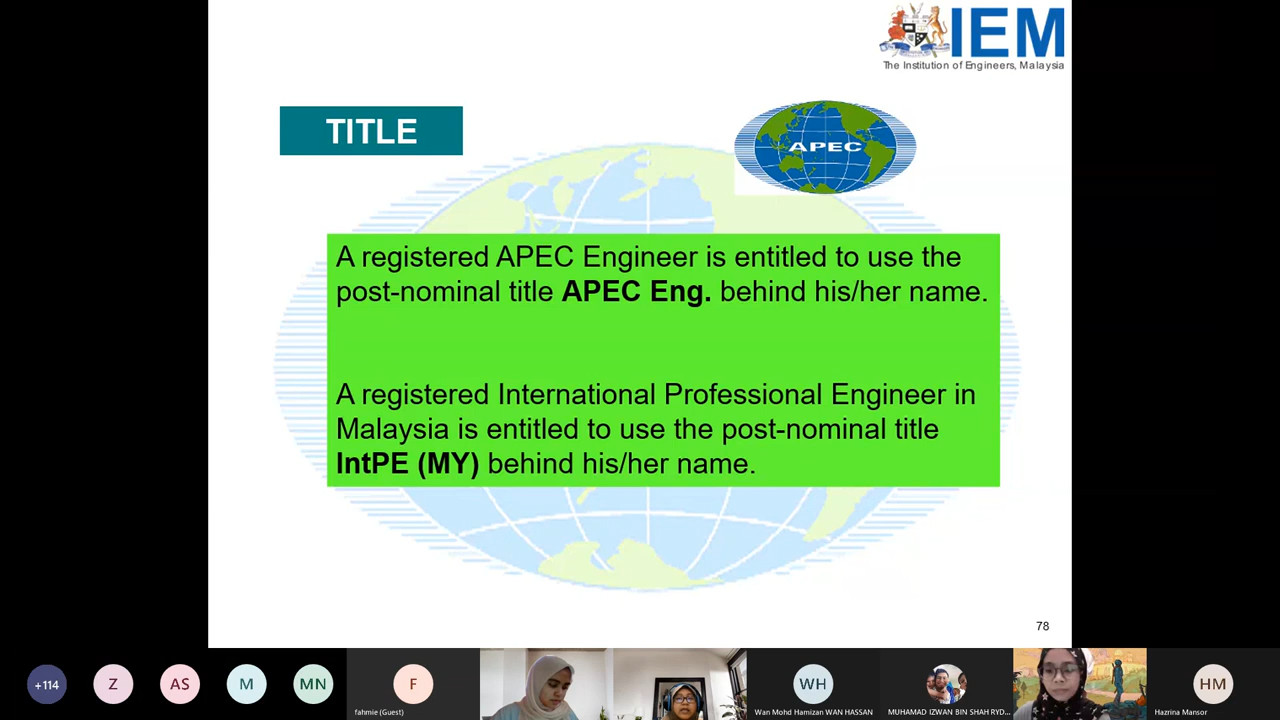 IEM
The Institution of Engineers, Malaysia
TITLE
APEC
A registered APEC Engineer is entitled to use the
post-nominal title APEC Eng. behind his/her name.
A registered International Professional Engineer in
Malaysia is entitled to use the post-nominal title
IntPE (MY) behind his/her name.
78
+114
Z
AS
M
MN
F
WH
HM
fahmie (Guest)
Wan Mohd Hamizan WAN HASSAN
MUHAMAD IZWAN BIN SHAH RYD...
Hazrina Mansor